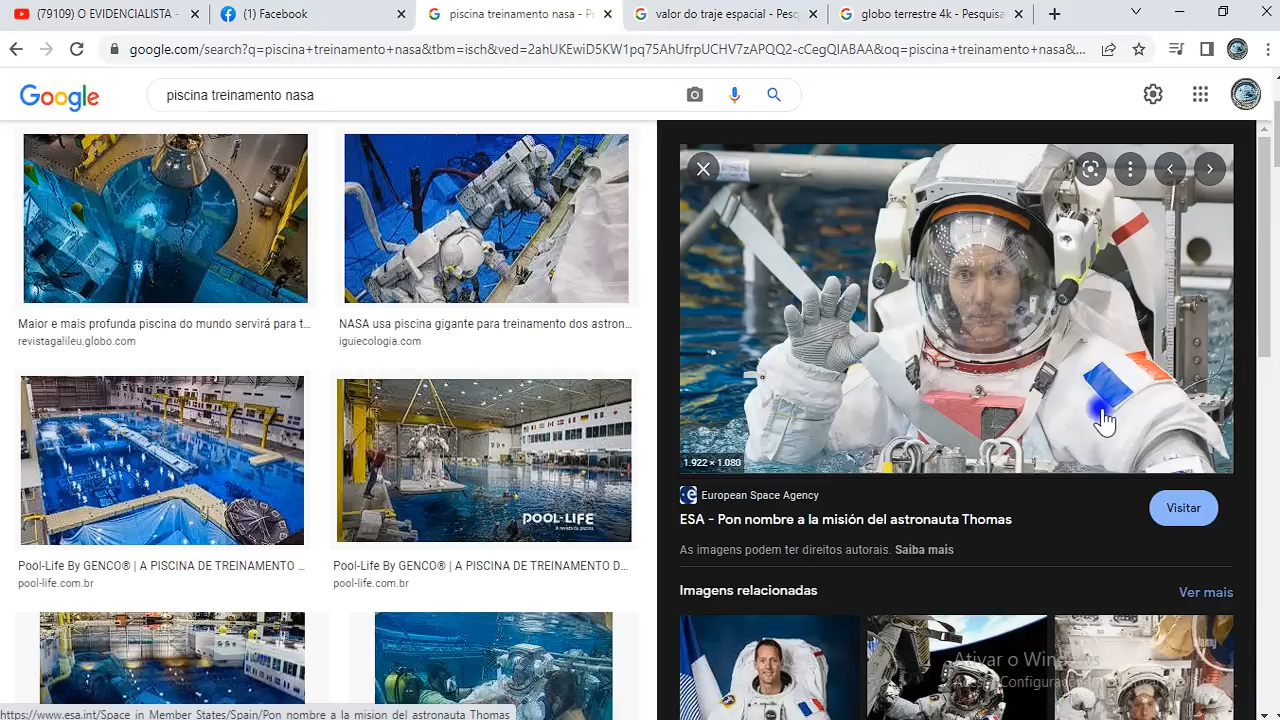 (79109) O EVIDENCIALISTA -
(1) Facebook
piscina treinamento nasa - P
valor do traje espacial - Pesq
globo terrestre 4k - Pesquisa
google.com/search?q=piscina+treinamento+nasa&tbm=isch&ved=2ahUKEwiD5KW1pq75AhUfrpUCHV7zAPQQ2-cCegQIABAA&oq=piscina+treinamento+nasa&...
Google
piscina treinamento nasa
Maior e mais profunda piscina do mundo servirá para t...
revistagalileu.globo.com
NASA usa piscina gigante para treinamento dos astron...
iguiecologia.com
POOL-LIFE
A revista da piscina
Pool-Life By GENCO® | A PISCINA DE TREINAMENTO ...
pool-life.com.br
Pool-Life By GENCO® | A PISCINA DE TREINAMENTO D...
pool-life.com.br
1.922 × 1.080
European Space Agency
Visitar
ESA - Pon nombre a la misión del astronauta Thomas
As imagens podem ter direitos autorais. Saiba mais
Imagens relacionadas
Ver mais
Ativar o Windows
https://www.esa.int/Space_in_Member_States/Spain/Pon_nombre_a_la_mision_del_astronauta_Thomas